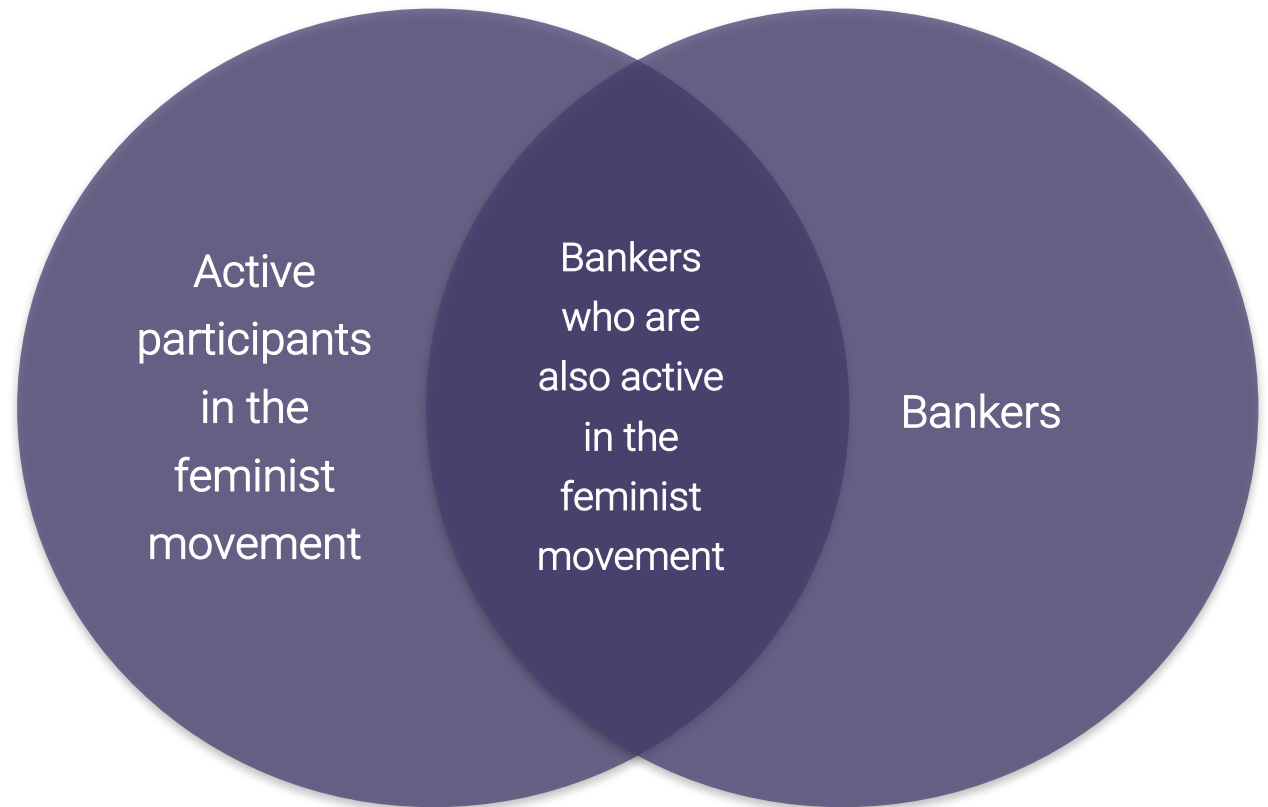 Active
participants
in the
feminist
movement
Bankers
who are
also active
in the
feminist
movement
Bankers